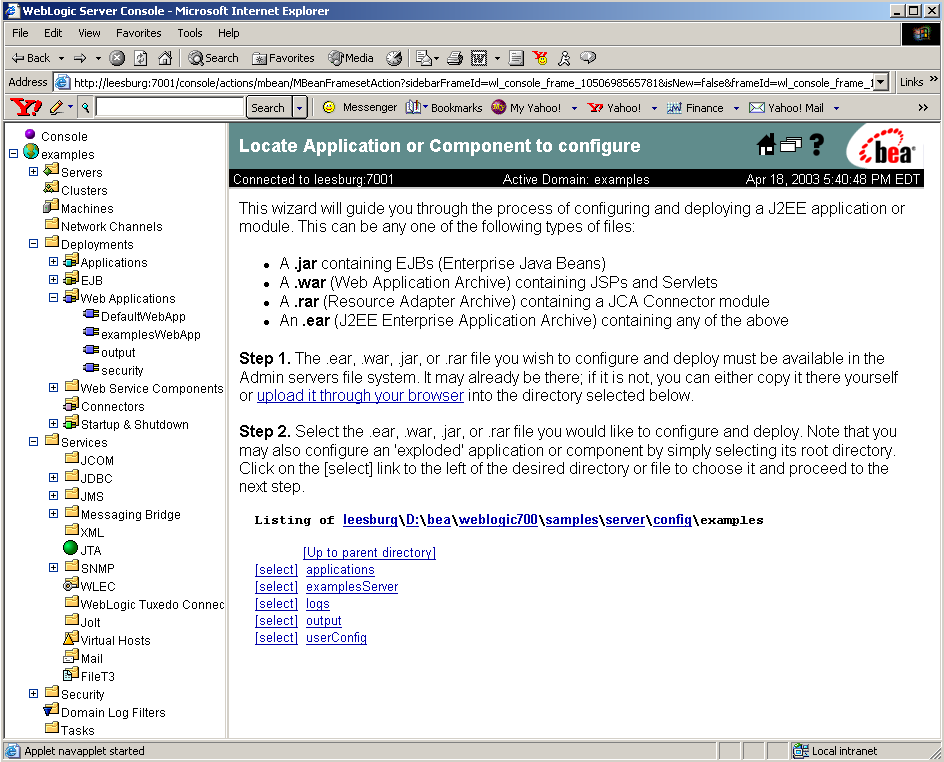 WebLogic Server Console - Microsoft Internet Explorer
File Edit View Favorites Tools Help
Back Search Favorites Media
Address http://leesburg:7001/console/actions/mbean/MBeanFramesetAction?sidebarFrameId=wl_console_frame_1050698565781&isNew=false&frameId=wl_console_frame_1 Links »
Y! Search Messenger Bookmarks My Yahoo! Yahoo! Finance Yahoo! Mail »
Console
examples
Servers
Clusters
Machines
Network Channels
Deployments
Applications
EJB
Web Applications
DefaultWebApp
examplesWebApp
output
security
Web Service Components
Connectors
Startup & Shutdown
Services
JCOM
JDBC
JMS
Messaging Bridge
XML
JTA
SNMP
WLEC
WebLogic Tuxedo Connec
Jolt
Virtual Hosts
Mail
FileT3
Security
Domain Log Filters
Tasks
Locate Application or Component to configure
? bea
Connected to leesburg:7001 Active Domain: examples Apr 18, 2003 5:40:48 PM EDT
This wizard will guide you through the process of configuring and deploying a J2EE application or
module. This can be any one of the following types of files:
• A .jar containing EJBs (Enterprise Java Beans)
• A .war (Web Application Archive) containing JSPs and Servlets
• A .rar (Resource Adapter Archive) containing a JCA Connector module
• An .ear (J2EE Enterprise Application Archive) containing any of the above
Step 1. The .ear, .war, .jar, or .rar file you wish to configure and deploy must be available in the
Admin servers file system. It may already be there; if it is not, you can either copy it there yourself
or upload it through your browser into the directory selected below.
Step 2. Select the .ear, .war, .jar, or .rar file you would like to configure and deploy. Note that you
may also configure an 'exploded' application or component by simply selecting its root directory.
Click on the [select] link to the left of the desired directory or file to choose it and proceed to the
next step.
Listing of leesburg\D:\bea\weblogic700\samples\server\config\examples
[Up to parent directory]
[select] applications
[select] examplesServer
[select] logs
[select] output
[select] userConfig
Applet navapplet started Local intranet